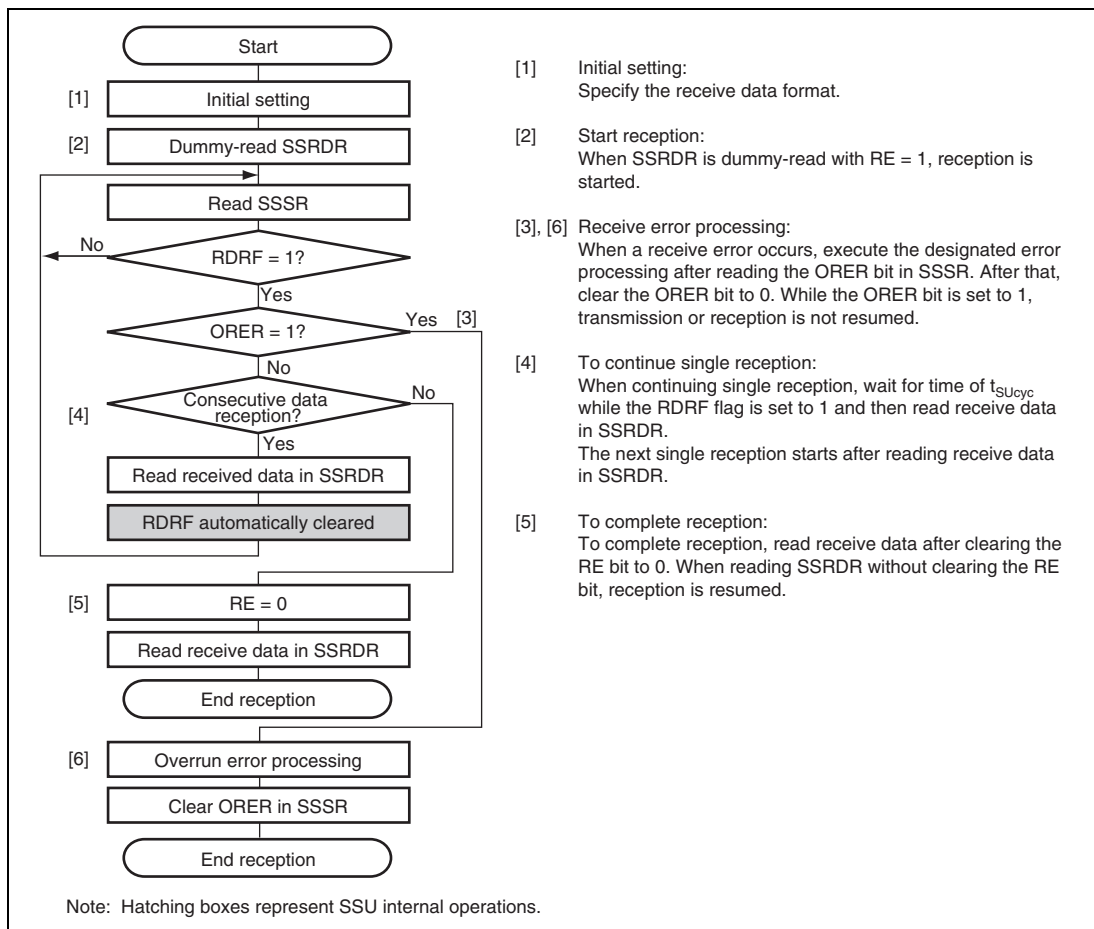 Start
[1] Initial setting
[2] Dummy-read SSRDR
Read SSSR
No
RDRF = 1?
Yes
ORER = 1?
Yes [3]
No
[4] Consecutive data
reception?
No
Yes
Read received data in SSRDR
RDRF automatically cleared
[5] RE = 0
Read receive data in SSRDR
End reception
[6] Overrun error processing
Clear ORER in SSSR
End reception
[1] Initial setting:
Specify the receive data format.
[2] Start reception:
When SSRDR is dummy-read with RE = 1, reception is
started.
[3], [6] Receive error processing:
When a receive error occurs, execute the designated error
processing after reading the ORER bit in SSSR. After that,
clear the ORER bit to 0. While the ORER bit is set to 1,
transmission or reception is not resumed.
[4] To continue single reception:
When continuing single reception, wait for time of tSUcyc
while the RDRF flag is set to 1 and then read receive data
in SSRDR.
The next single reception starts after reading receive data
in SSRDR.
[5] To complete reception:
To complete reception, read receive data after clearing the
RE bit to 0. When reading SSRDR without clearing the RE
bit, reception is resumed.
Note: Hatching boxes represent SSU internal operations.